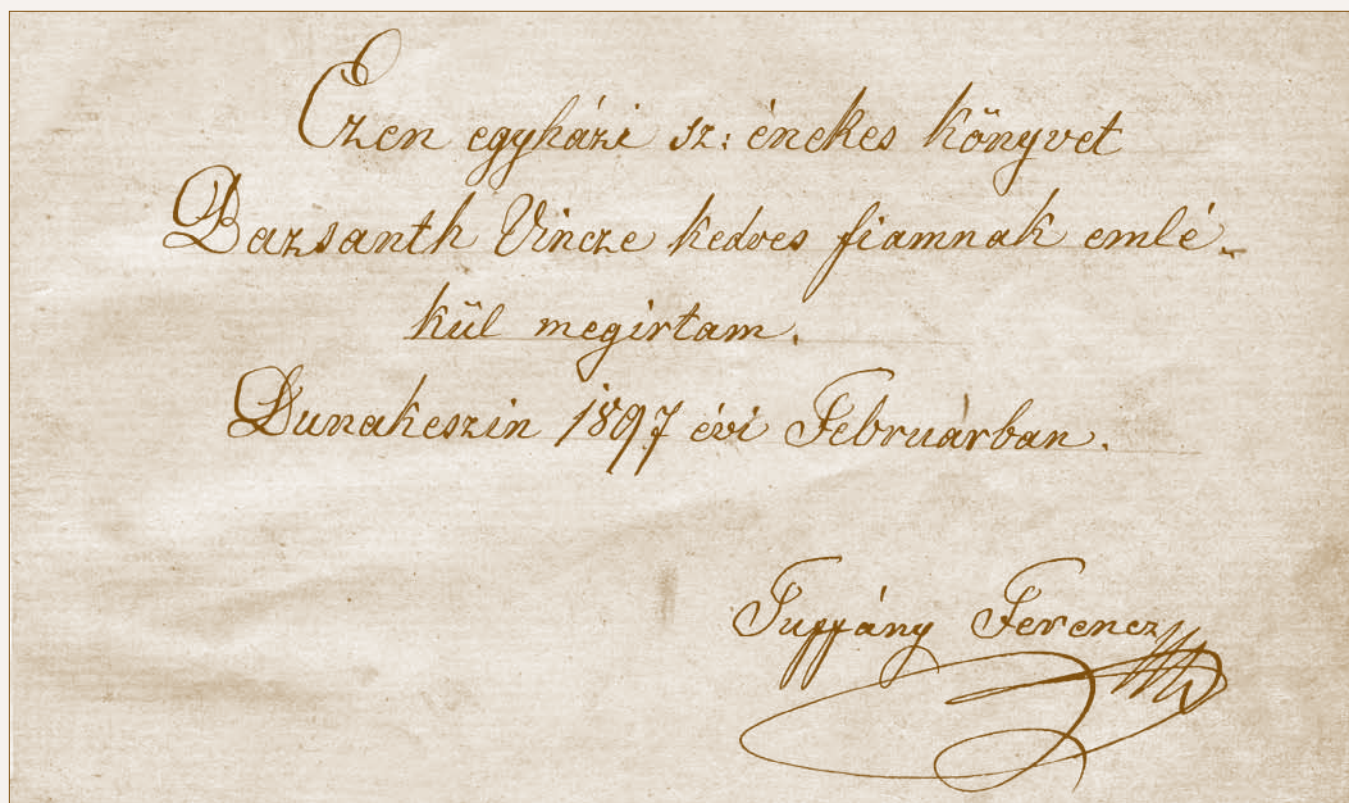 Ezen egyházi sz: énekes könyvet
Bazsanth Vincze kedves fiamnak emlé-
kül megirtam.
Dunakeszin 1897 évi Februárban.
Tuffány Ferencz